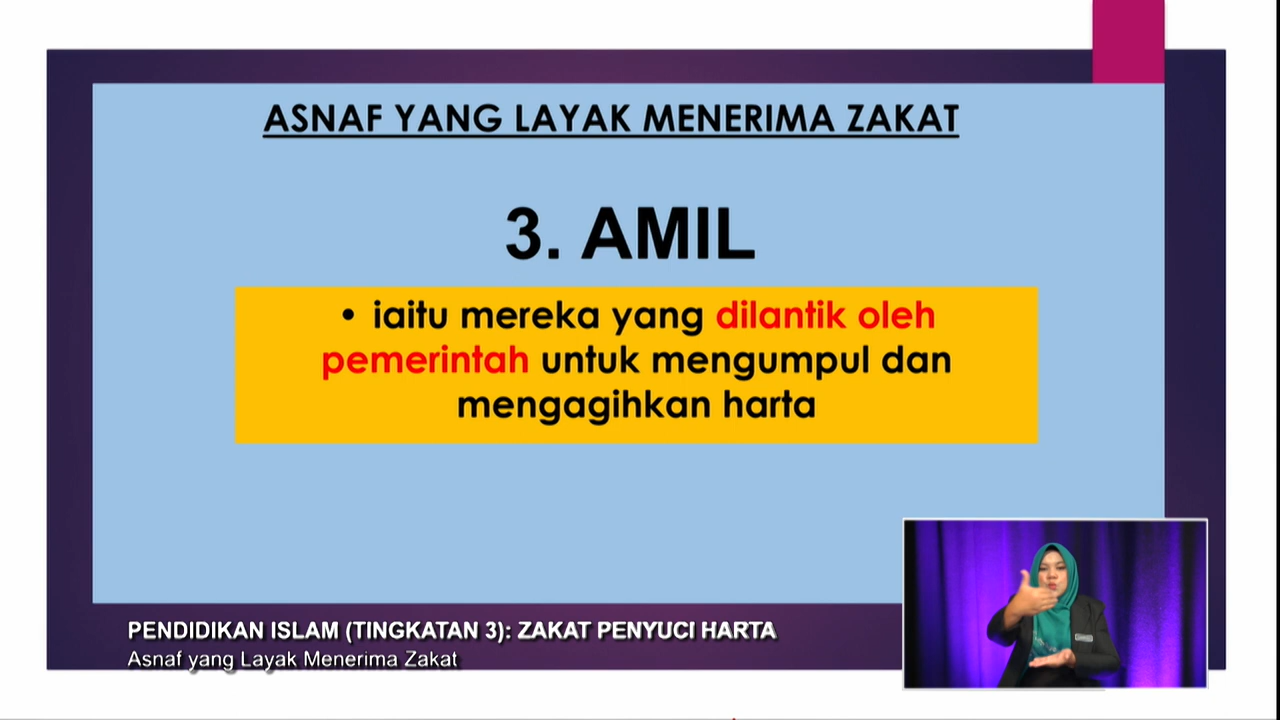 ASNAF YANG LAYAK MENERIMA ZAKAT
3. AMIL
• iaitu mereka yang dilantik oleh
pemerintah untuk mengumpul dan
mengagihkan harta
PENDIDIKAN ISLAM (TINGKATAN 3): ZAKAT PENYUCI HARTA
Asnaf yang Layak Menerima Zakat